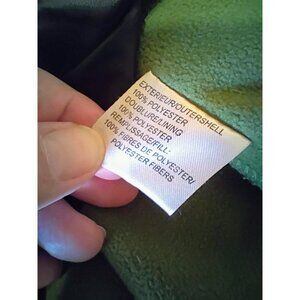 EXTERIEUR/OUTERSHELL
100% POLYESTER
DOUBLURE/LINING
100% POLYESTER
REMPLISSAGE/FILL:
100% FIBRES DE POLYESTER/
POLYESTER FIBERS